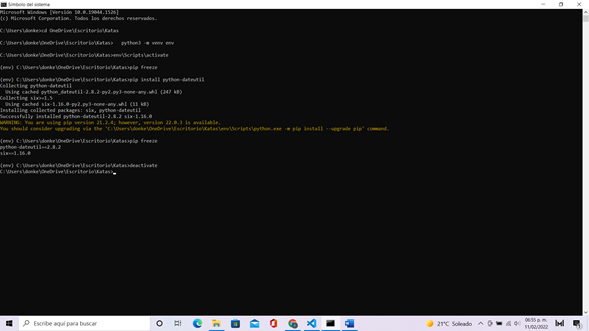 Símbolo del sistema
Microsoft Windows [Versión 10.0.19044.1526]
(c) Microsoft Corporation. Todos los derechos reservados.
C:\Users\donke>cd OneDrive\Escritorio\Katas
C:\Users\donke\OneDrive\Escritorio\Katas> python3 -m venv env
C:\Users\donke\OneDrive\Escritorio\Katas>env\Scripts\activate
(env) C:\Users\donke\OneDrive\Escritorio\Katas>pip freeze
(env) C:\Users\donke\OneDrive\Escritorio\Katas>pip install python-dateutil
Collecting python-dateutil
Using cached python_dateutil-2.8.2-py2.py3-none-any.whl (247 kB)
Collecting six>=1.5
Using cached six-1.16.0-py2.py3-none-any.whl (11 kB)
Installing collected packages: six, python-dateutil
Successfully installed python-dateutil-2.8.2 six-1.16.0
WARNING: You are using pip version 21.2.4; however, version 22.0.3 is available.
You should consider upgrading via the 'C:\Users\donke\OneDrive\Escritorio\Katas\env\Scripts\python.exe -m pip install --upgrade pip' command.
(env) C:\Users\donke\OneDrive\Escritorio\Katas>pip freeze
python-dateutil==2.8.2
six==1.16.0
(env) C:\Users\donke\OneDrive\Escritorio\Katas>deactivate
C:\Users\donke\OneDrive\Escritorio\Katas>
Escribe aquí para buscar
21°C Soleado
08:55 p. m.
11/02/2022